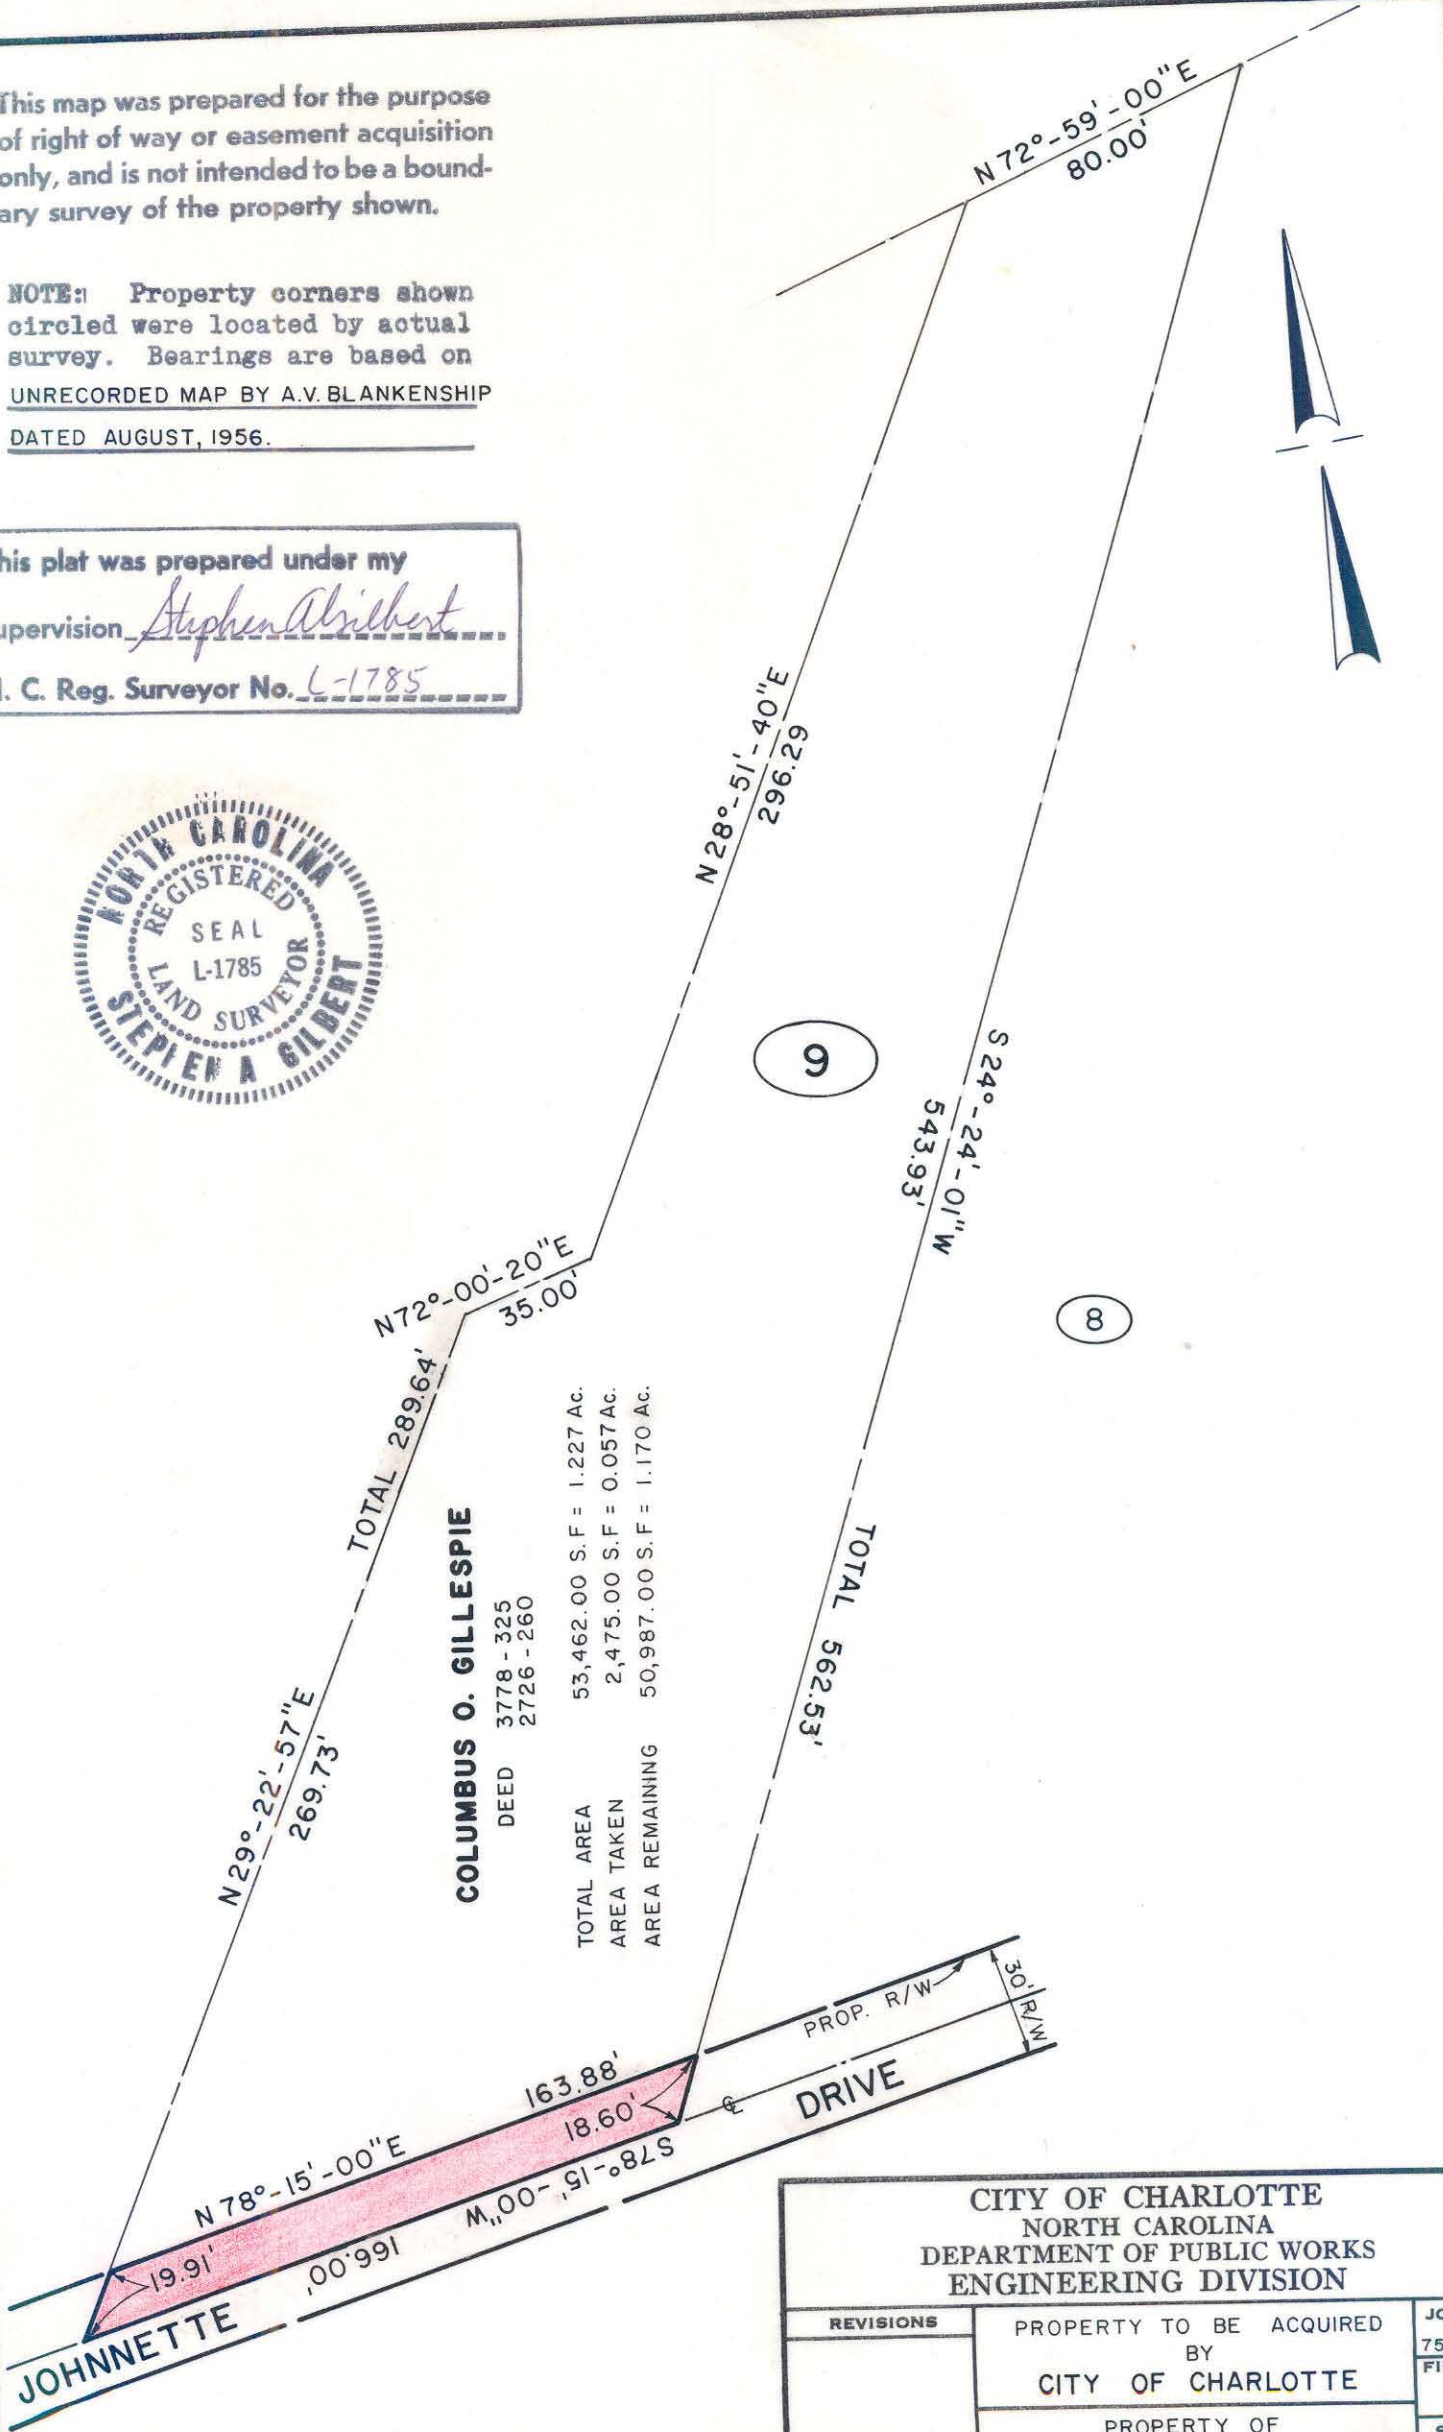 This map was prepared for the purpose
of right of way or easement acquisition
only, and is not intended to be a bound-
ary survey of the property shown.
NOTE: Property corners shown
circled were located by actual
survey. Bearings are based on
UNRECORDED MAP BY A.V. BLANKENSHIP
DATED AUGUST, 1956.
his plat was prepared under my
upervision Stephen A Gilbert
. C. Reg. Surveyor No. L-1785
NORTH CAROLINA
REGISTERED
SEAL
L-1785
LAND SURVEYOR
STEPHEN A GILBERT
N 72°-59'-00"E
80.00'
N 28°-51'-40"E
296.29
9
S 24°-24'-01"W
543.93'
8
N72°-00'-20"E
35.00'
TOTAL 289.64'
TOTAL 562.53'
N 29°-22'-57"E
269.73'
COLUMBUS O. GILLESPIE
DEED 3778-325
2726-260
TOTAL AREA 53,462.00 S.F = 1.227 Ac.
AREA TAKEN 2,475.00 S.F = 0.057 Ac.
AREA REMAINING 50,987.00 S.F = 1.170 Ac.
PROP. R/W
30' R/W
163.88'
18.60'
N 78°-15'-00"E
19.91'
S78°-15'-00"W
166.00'
℄
JOHNNETTE DRIVE
CITY OF CHARLOTTE
NORTH CAROLINA
DEPARTMENT OF PUBLIC WORKS
ENGINEERING DIVISION
REVISIONS
PROPERTY TO BE ACQUIRED
BY
CITY OF CHARLOTTE
PROPERTY OF
JO
75
FI